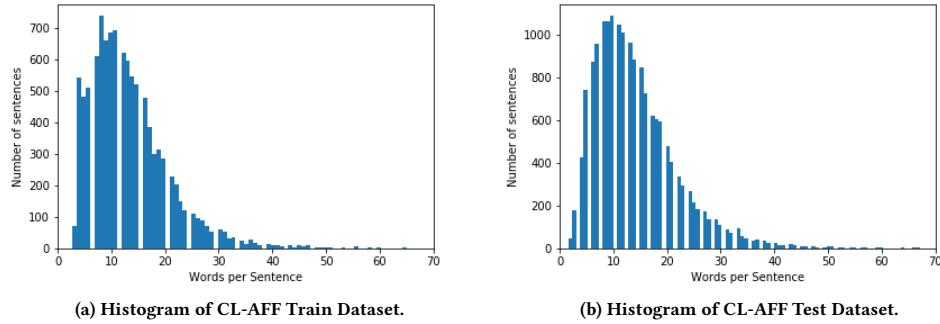 700
600
500
400
300
200
100
0
Number of sentences
0 10 20 30 40 50 60 70
Words per Sentence
(a) Histogram of CL-AFF Train Dataset.
1000
800
600
400
200
0
Number of sentences
0 10 20 30 40 50 60 70
Words per Sentence
(b) Histogram of CL-AFF Test Dataset.